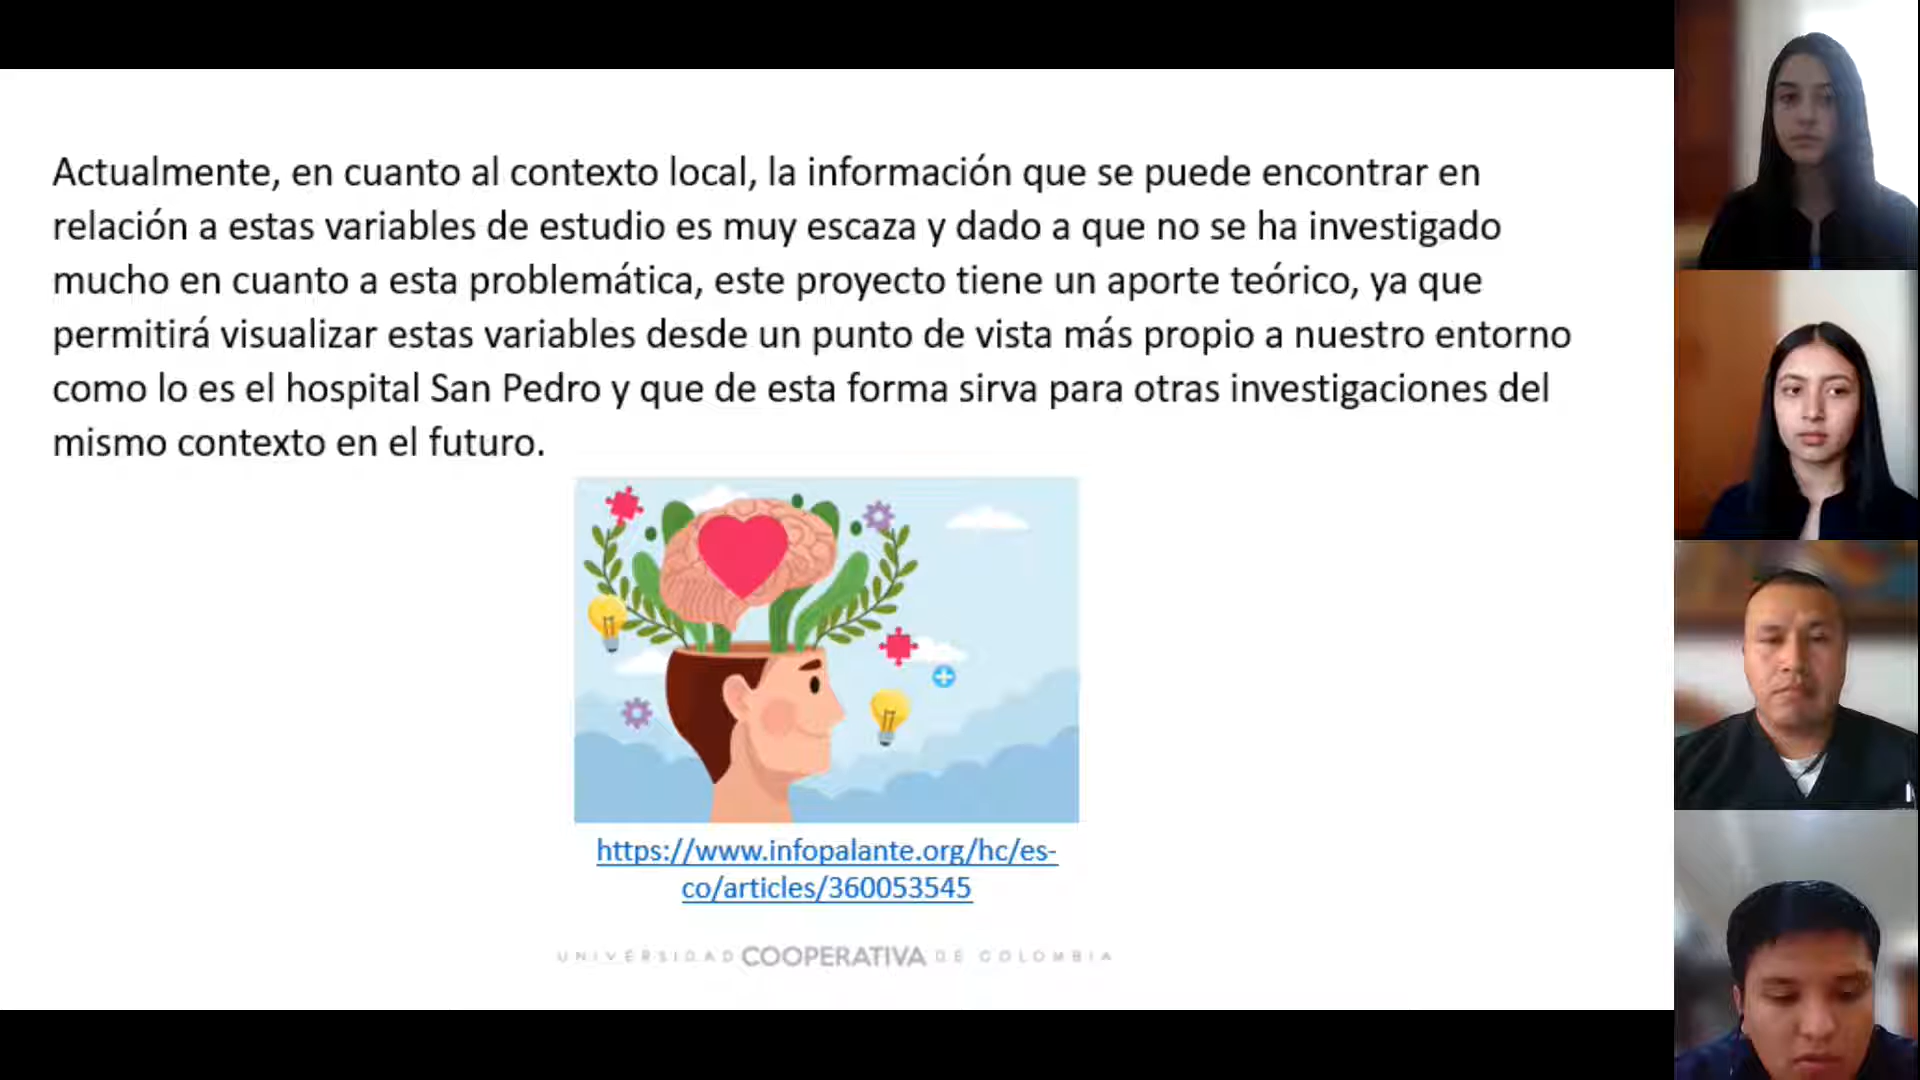 Actualmente, en cuanto al contexto local, la información que se puede encontrar en
relación a estas variables de estudio es muy escaza y dado a que no se ha investigado
mucho en cuanto a esta problemática, este proyecto tiene un aporte teórico, ya que
permitirá visualizar estas variables desde un punto de vista más propio a nuestro entorno
como lo es el hospital San Pedro y que de esta forma sirva para otras investigaciones del
mismo contexto en el futuro.
https://www.infopalante.org/hc/es-
co/articles/360053545
UNIVERSIDAD COOPERATIVA DE COLOMBIA